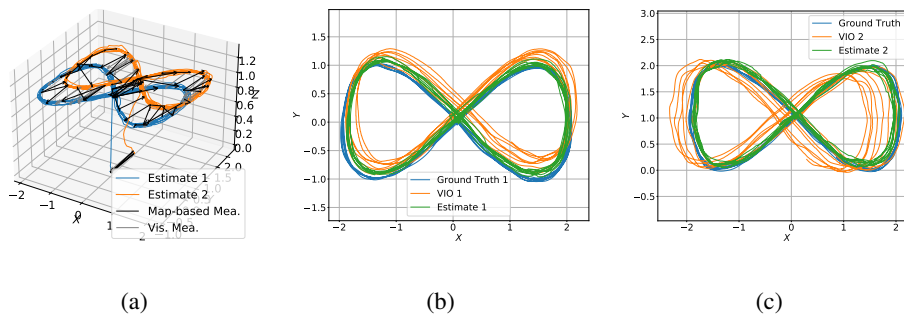 1.2
1.0
0.8
Z
0.6
0.4
0.2
0.0
2.0
1.5
−2
−1
0
X
1
2
−1.0
Estimate 1
Estimate 2
Map-based Mea.
Vis. Mea.
(a)
1.5
1.0
0.5
Y
0.0
−0.5
−1.0
−1.5
Ground Truth 1
VIO 1
Estimate 1
−2 −1 0 1 2
X
(b)
3.0
2.5
2.0
1.5
Y
1.0
0.5
0.0
−0.5
Ground Truth
VIO 2
Estimate 2
−2 −1 0 1 2
X
(c)